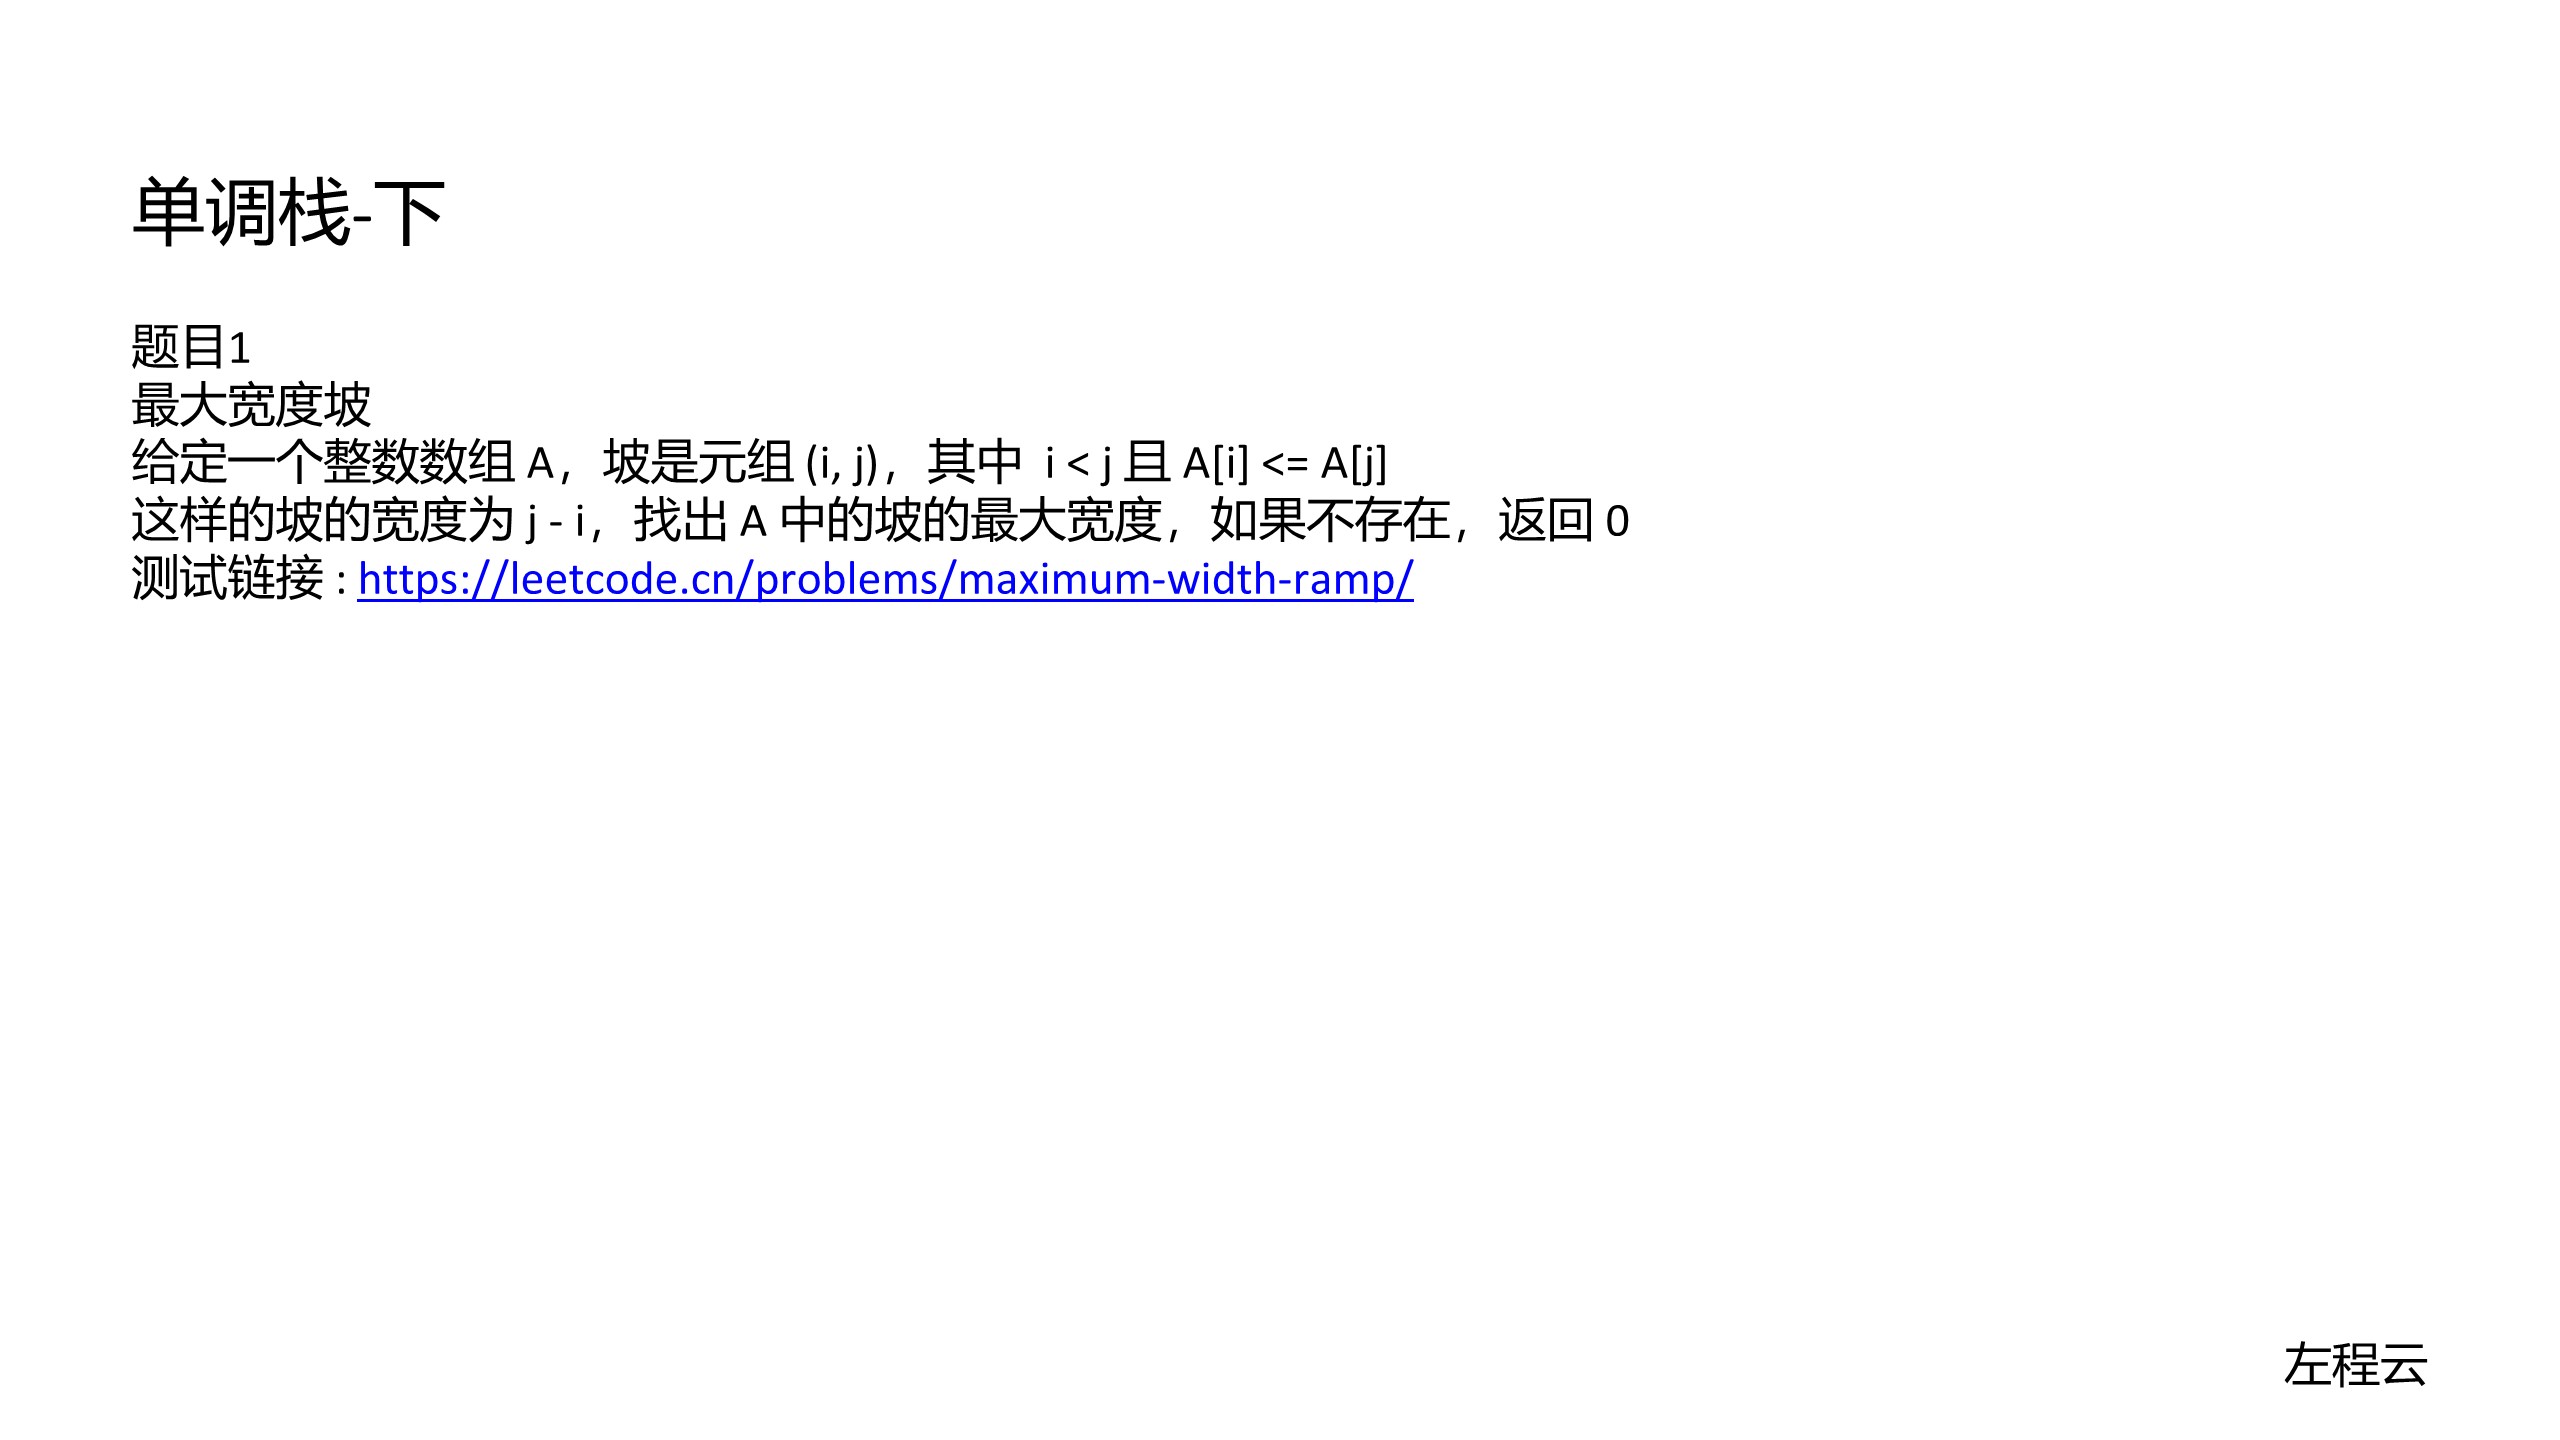 单调栈-下
题目1
最大宽度坡
给定一个整数数组 A，坡是元组 (i, j)，其中  i < j 且 A[i] <= A[j]
这样的坡的宽度为 j - i，找出 A 中的坡的最大宽度，如果不存在，返回 0
测试链接 : https://leetcode.cn/problems/maximum-width-ramp/
左程云